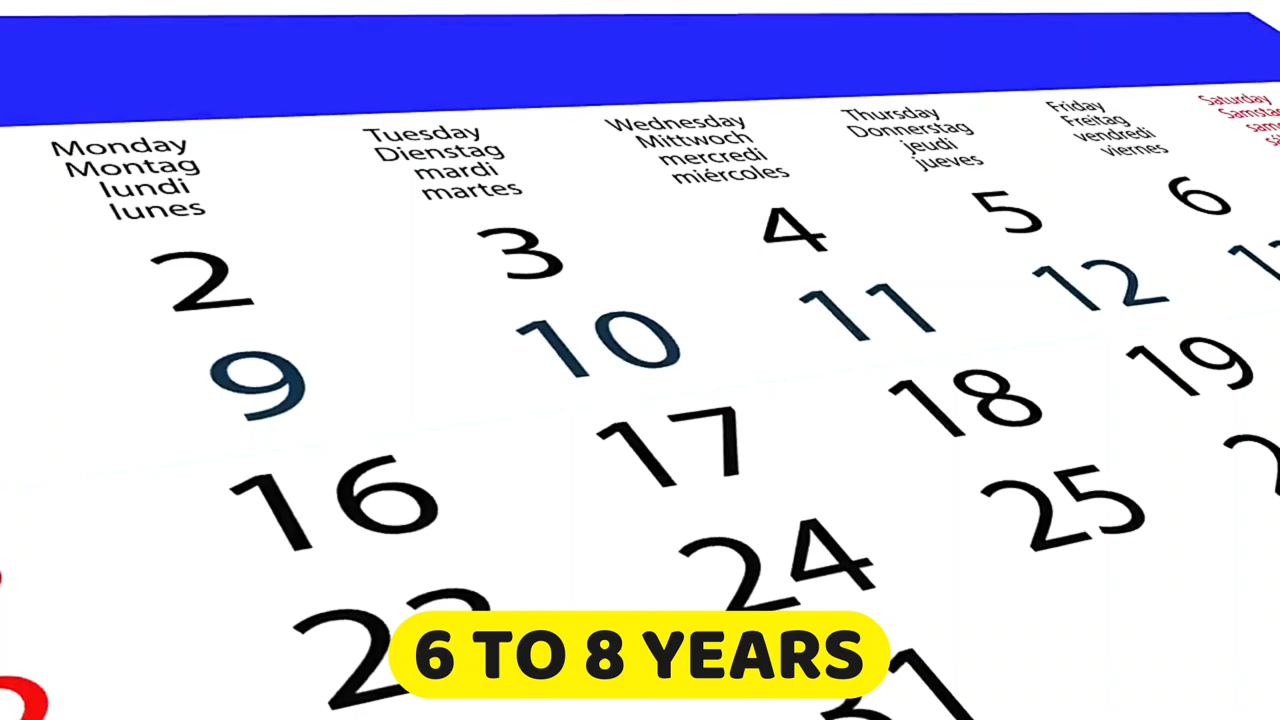 Monday Tuesday Wednesday Thursday Friday Saturday
Montag Dienstag Mittwoch Donnerstag Freitag
lundi mardi mercredi jeudi vendredi
lunes martes miércoles jueves viernes
2 3 4 5 6
9 10 11 12
16 17 18 19
24 25
6 TO 8 YEARS